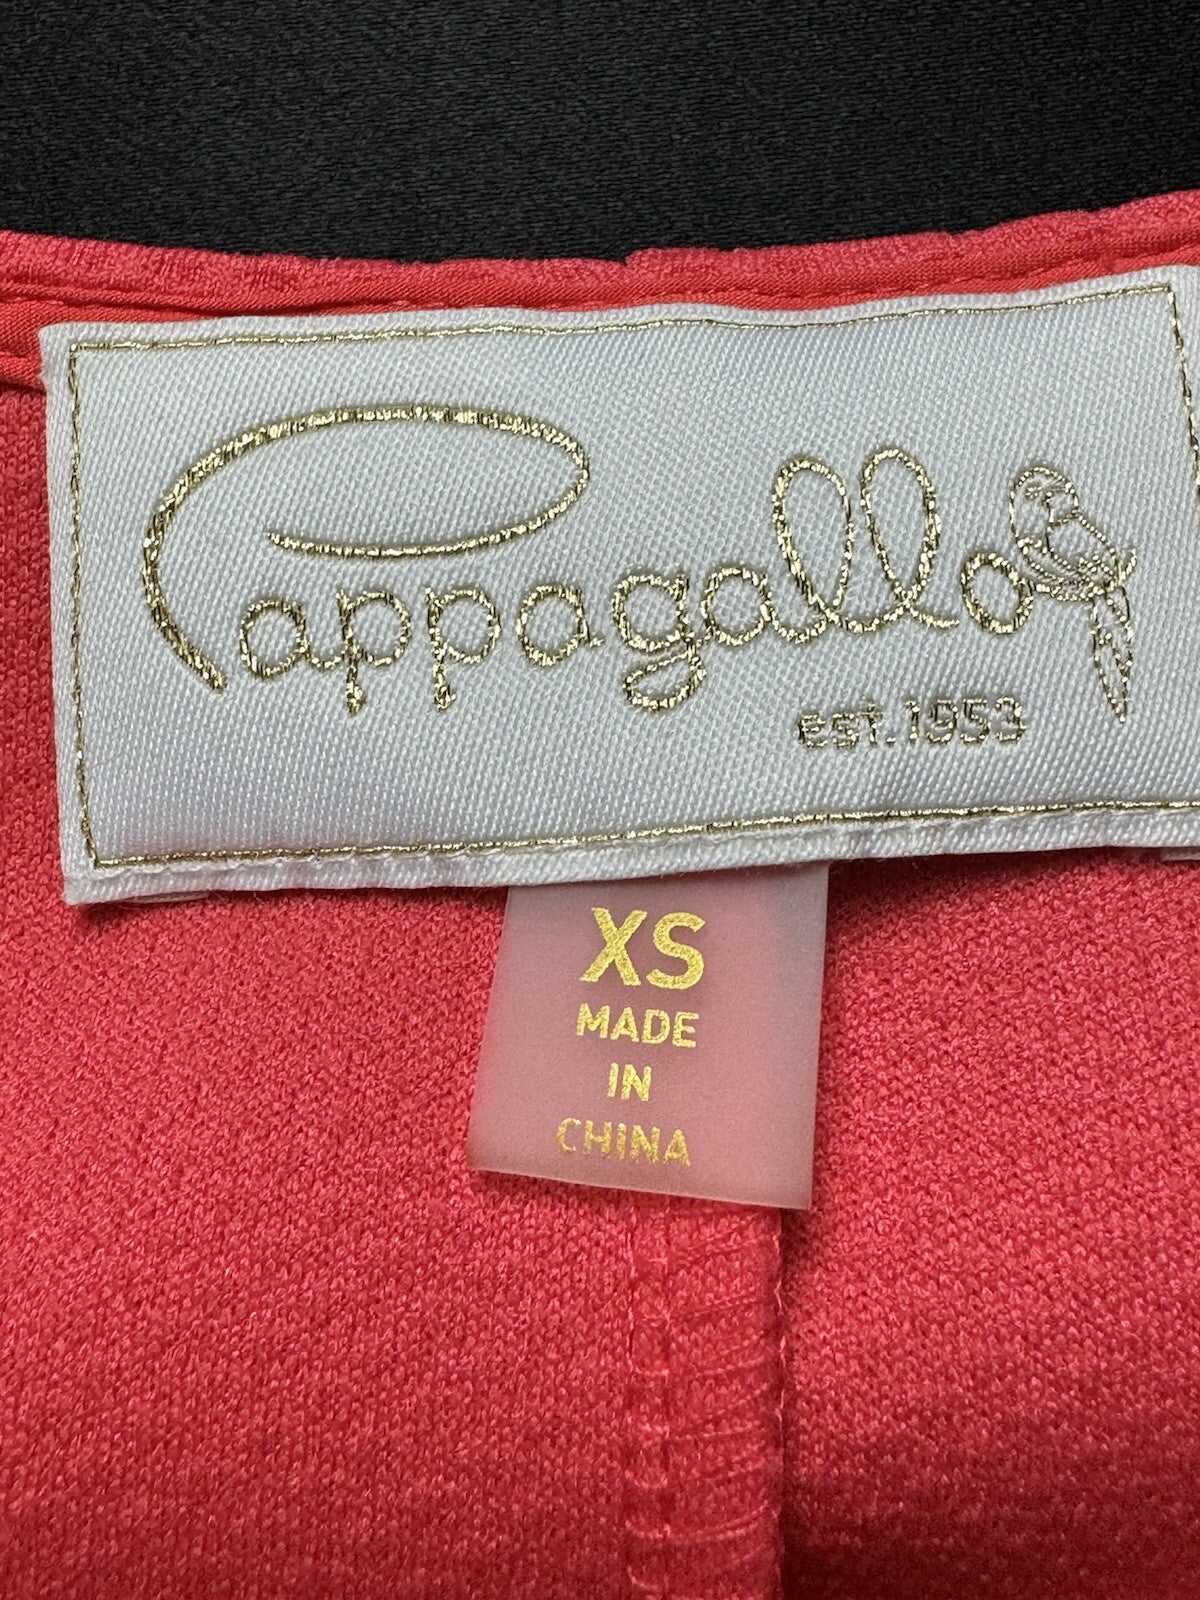 Pappagallo
est.1953
XS
MADE
IN
CHINA